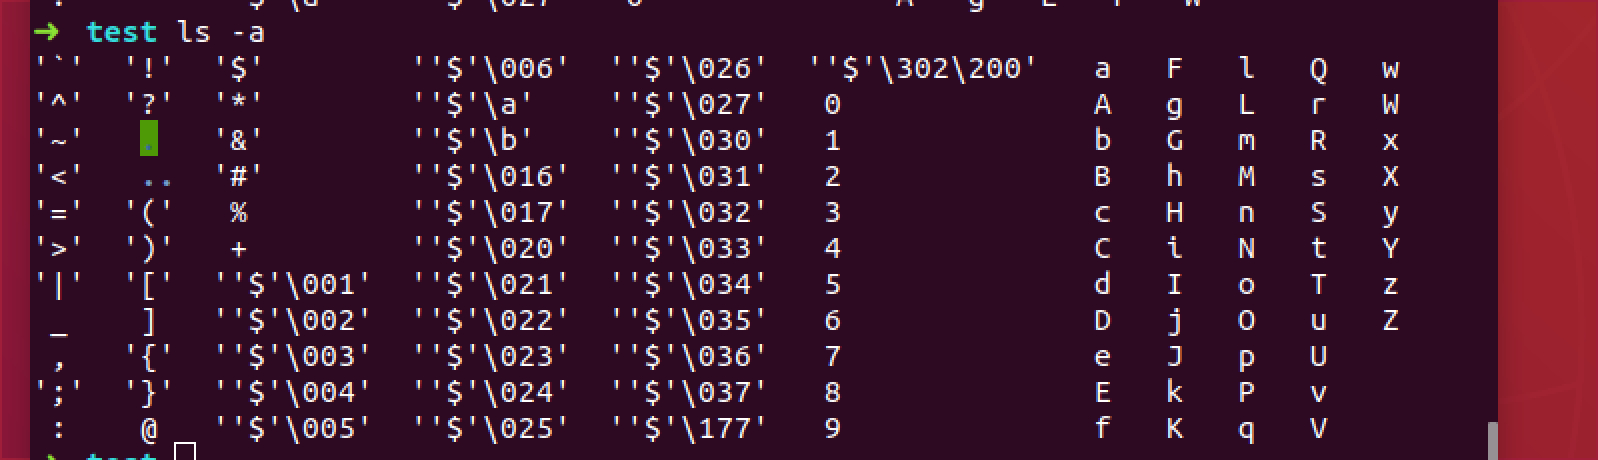 ➜ test ls -a
'`' '!' '$' ''$'\006' ''$'\026' ''$'\302\200' a F l Q w
'^' '?' '*' ''$'\a' ''$'\027' 0 A g L r W
'~' . '&' ''$'\b' ''$'\030' 1 b G m R x
'<' .. '#' ''$'\016' ''$'\031' 2 B h M s X
'=' '(' % ''$'\017' ''$'\032' 3 c H n S y
'>' ')' + ''$'\020' ''$'\033' 4 C i N t Y
'|' '[' ''$'\001' ''$'\021' ''$'\034' 5 d I o T z
_ ] ''$'\002' ''$'\022' ''$'\035' 6 D j O u Z
, '{' ''$'\003' ''$'\023' ''$'\036' 7 e J p U
';' '}' ''$'\004' ''$'\024' ''$'\037' 8 E k P v
: @ ''$'\005' ''$'\025' ''$'\177' 9 f K q V
➜ test